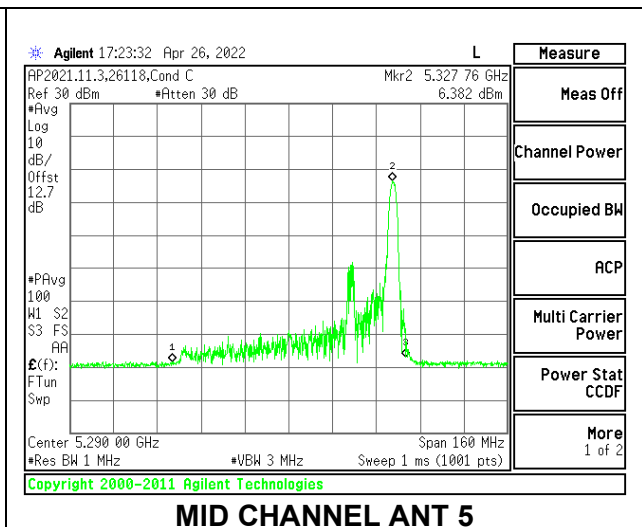 Agilent 17:23:32 Apr 26, 2022 L
Measure
AP2021.11.3,26118,Cond C Mkr2 5.327 76 GHz
Ref 30 dBm #Atten 30 dB 6.382 dBm
Meas Off
#Avg
Log
10
dB/
Offst
12.7
dB
2
Channel Power
Occupied BW
ACP
#PAvg
100
W1 S2
S3 FS
AA
£(f):
FTun
Swp
1
3
Multi Carrier
Power
Power Stat
CCDF
Center 5.290 00 GHz Span 160 MHz
#Res BW 1 MHz #VBW 3 MHz Sweep 1 ms (1001 pts)
More
1 of 2
Copyright 2000-2011 Agilent Technologies
MID CHANNEL ANT 5